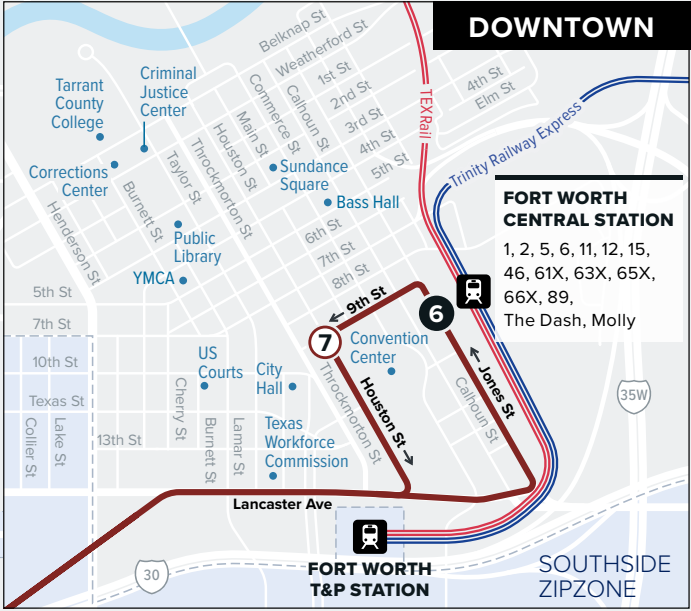 DOWNTOWN
Belknap St
Weatherford St
1st St
2nd St
3rd St
4th St
5th St
Commerce St
Calhoun St
Main St
Houston St
Throckmorton St
Taylor St
Burnett St
Henderson St
4th St
Elm St
TEXRail
Trinity Railway Express
Tarrant
County
College
Criminal
Justice
Center
Corrections
Center
Sundance
Square
Bass Hall
Public
Library
YMCA
6th St
7th St
8th St
FORT WORTH
CENTRAL STATION
1, 2, 5, 6, 11, 12, 15,
46, 61X, 63X, 65X,
66X, 89,
The Dash, Molly
5th St
7th St
10th St
Texas St
13th St
Collier St
Lake St
Cherry St
Burnett St
Lamar St
9th St
6
7
Convention
Center
US
Courts
City
Hall
Texas
Workforce
Commission
Throckmorton St
Houston St
Calhoun St
Jones St
35W
Lancaster Ave
30
FORT WORTH
T&P STATION
SOUTHSIDE
ZIPZONE